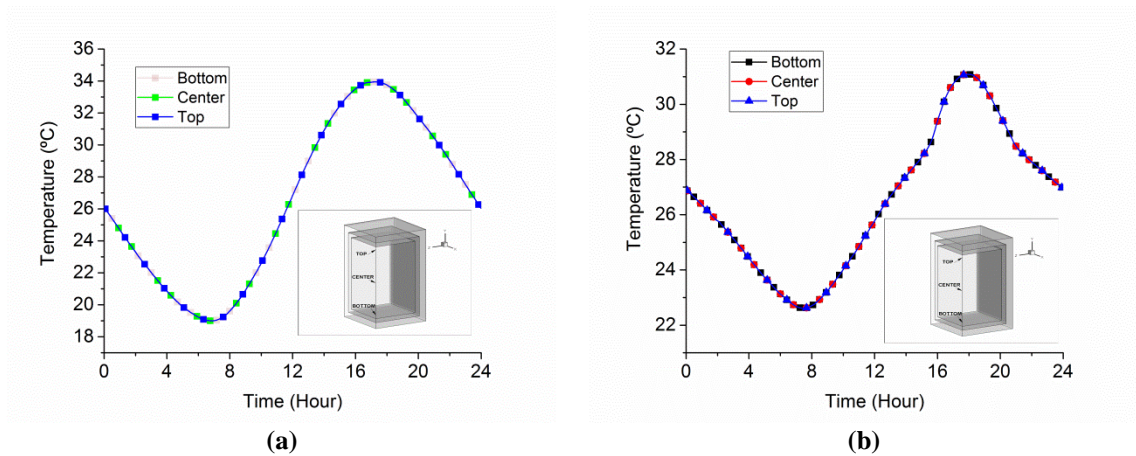 36
34
32
30
28
26
24
22
20
18
Temperature (ºC)
Bottom
Center
Top
TOP
CENTER
BOTTOM
0 4 8 12 16 20 24
Time (Hour)
(a)
32
30
28
26
24
22
Temperature (ºC)
Bottom
Center
Top
TOP
CENTER
BOTTOM
0 4 8 12 16 20 24
Time (Hour)
(b)